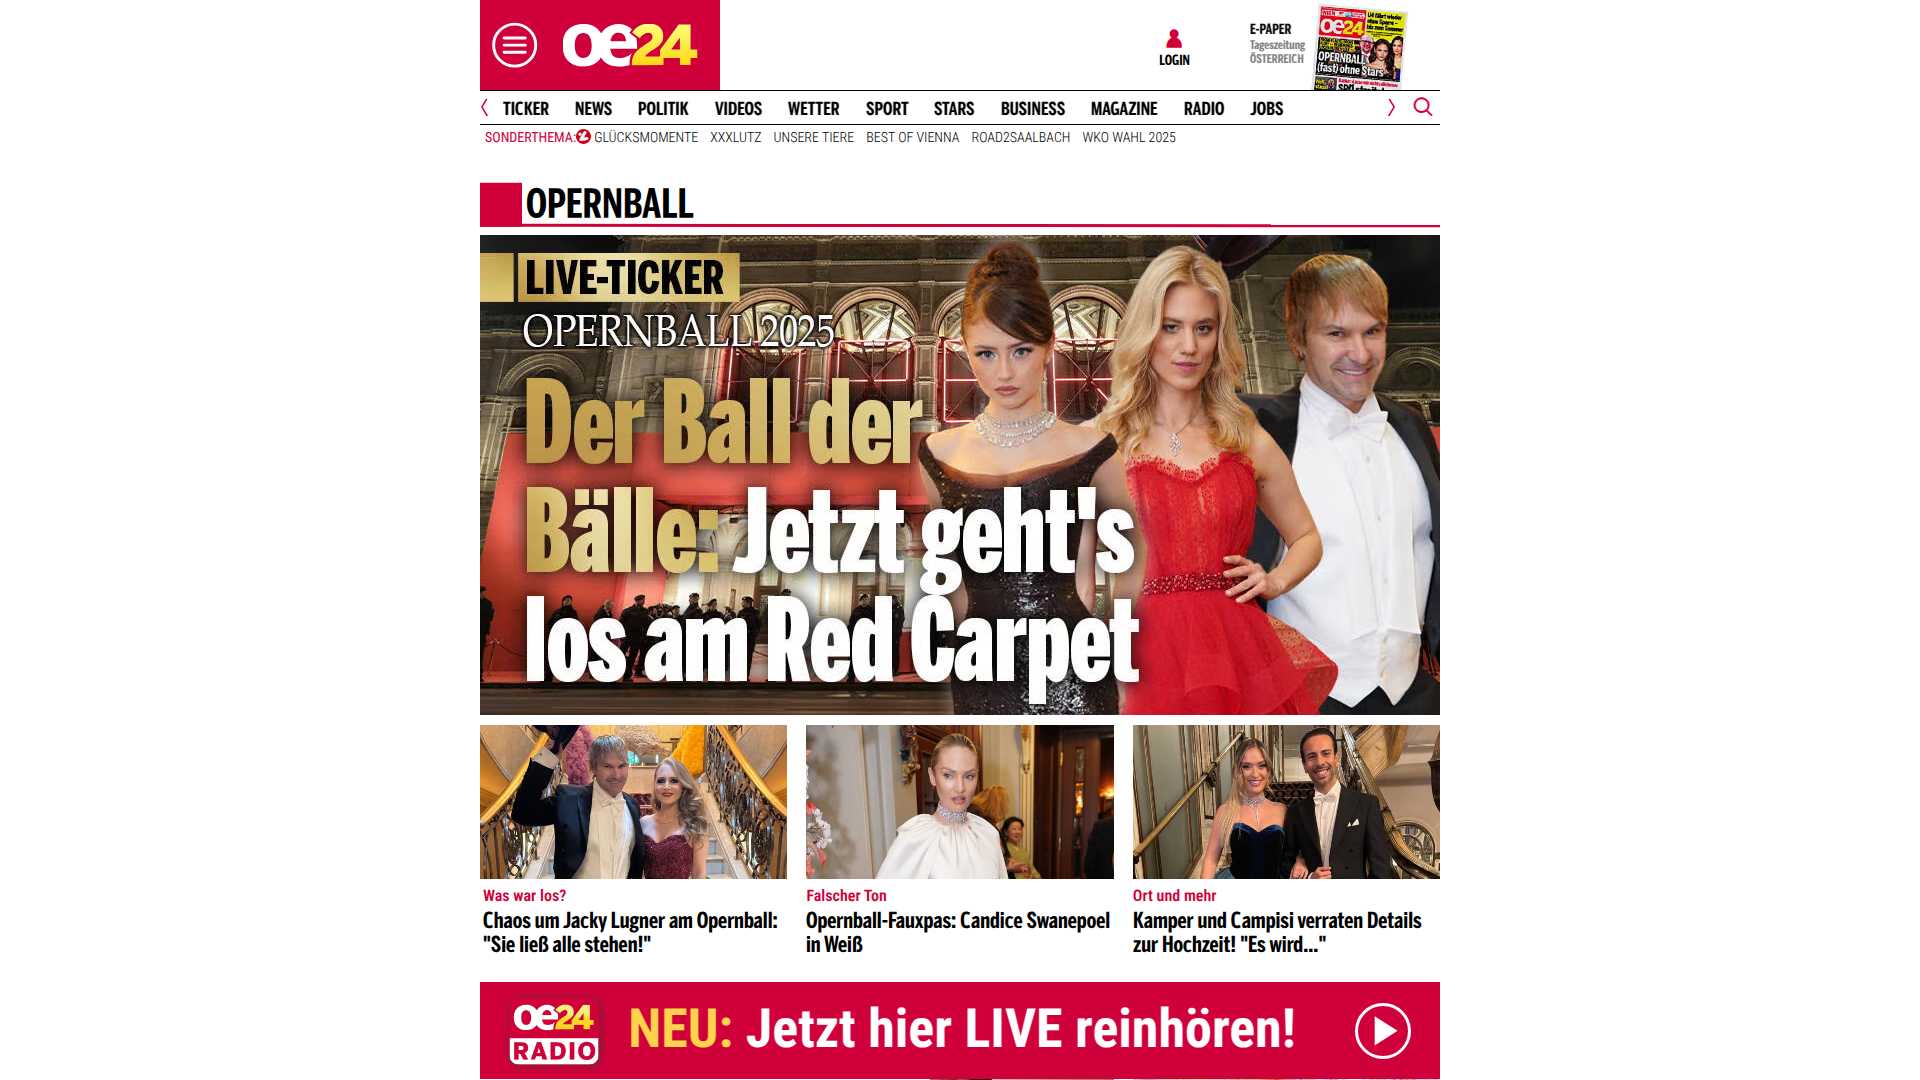 oe24
LOGIN
E-PAPER
Tageszeitung
ÖSTERREICH
oe24
OPERNBALL
(fast) ohne Stars
TICKER NEWS POLITIK VIDEOS WETTER SPORT STARS BUSINESS MAGAZINE RADIO JOBS
SONDERTHEMA: GLÜCKSMOMENTE XXXLUTZ UNSERE TIERE BEST OF VIENNA ROAD2SAALBACH WKO WAHL 2025
OPERNBALL
LIVE-TICKER
OPERNBALL 2025
Der Ball der
Bälle: Jetzt geht's
los am Red Carpet
Was war los?
Chaos um Jacky Lugner am Opernball:
"Sie ließ alle stehen!"
Falscher Ton
Opernball-Fauxpas: Candice Swanepoel
in Weiß
Ort und mehr
Kamper und Campisi verraten Details
zur Hochzeit! "Es wird..."
oe24
RADIO
NEU: Jetzt hier LIVE reinhören!